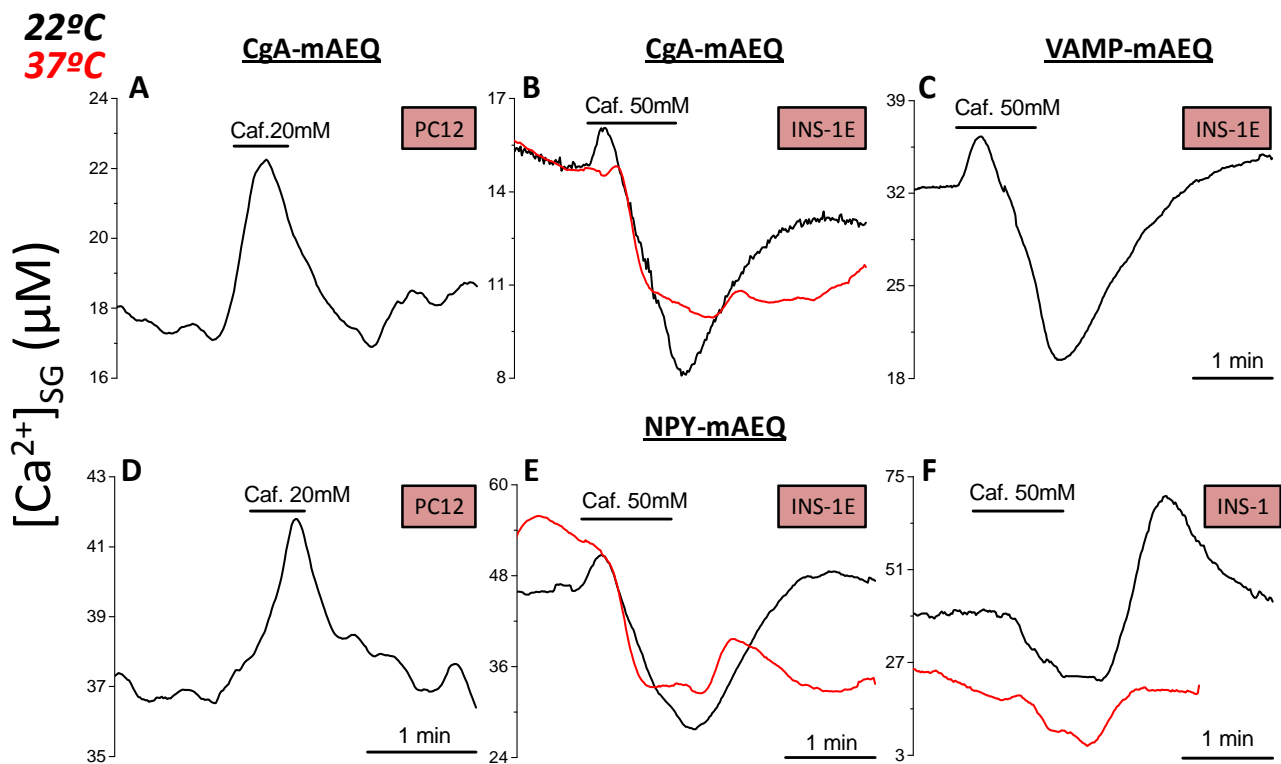 22ºC
37ºC
CgA-mAEQ
CgA-mAEQ
VAMP-mAEQ
[Ca²⁺]SG (µM)
A
Caf.20mM
PC12
24
22
20
18
16
B
Caf. 50mM
INS-1E
17
14
11
8
C
Caf. 50mM
INS-1E
39
32
25
18
1 min
NPY-mAEQ
D
Caf. 20mM
PC12
43
41
39
37
35
1 min
E
Caf. 50mM
INS-1E
60
48
36
24
1 min
F
Caf. 50mM
INS-1
75
51
27
3
1 min